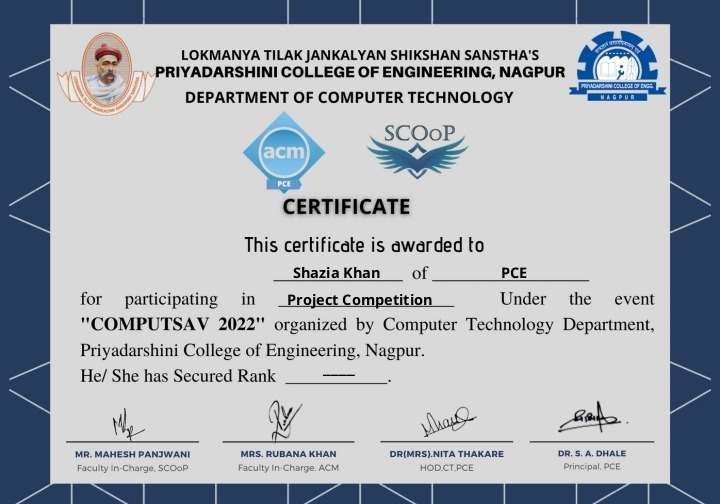 LOKMANYA TILAK JANKALYAN SHIKSHAN SANSTHA'S
PRIYADARSHINI COLLEGE OF ENGINEERING, NAGPUR
DEPARTMENT OF COMPUTER TECHNOLOGY
PRIYADARSHINI COLLEGE OF ENGG.
NAGPUR
acm
PCE
SCOoP
CERTIFICATE
This certificate is awarded to
Shazia Khan of PCE
for participating in Project Competition Under the event
"COMPUTSAV 2022" organized by Computer Technology Department,
Priyadarshini College of Engineering, Nagpur.
He/ She has Secured Rank ____.
MR. MAHESH PANJWANI
Faculty In-Charge, SCOoP
MRS. RUBANA KHAN
Faculty In-Charge, ACM
DR(MRS).NITA THAKARE
HOD,CT,PCE
DR. S. A. DHALE
Principal, PCE